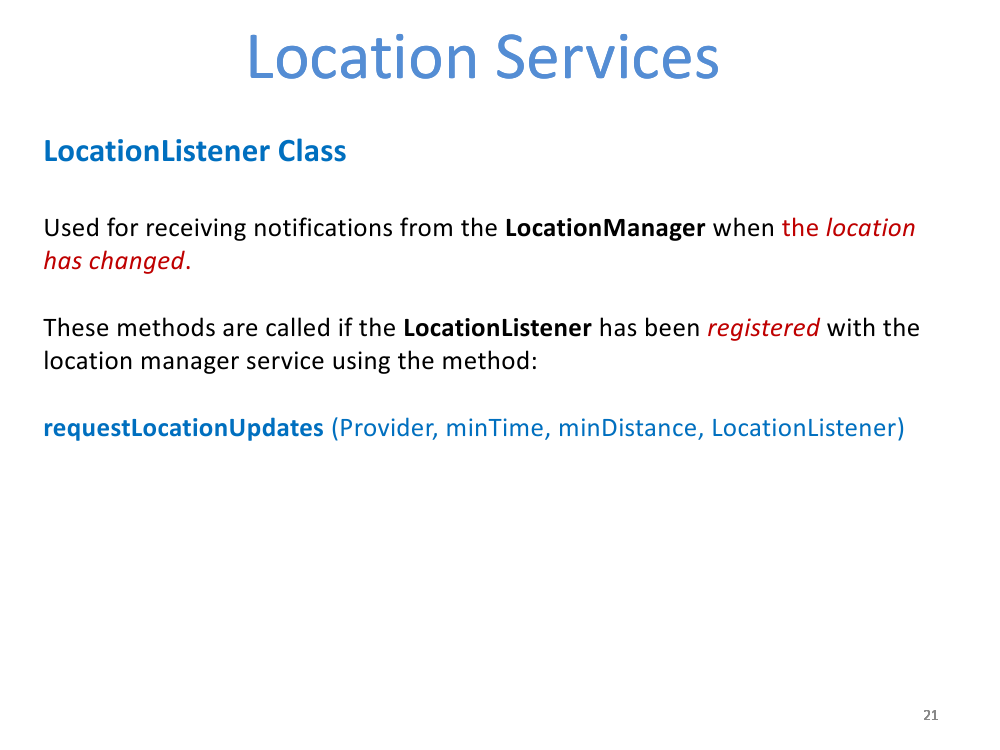 Location Services
LocationListener Class
Used for receiving notifications from the LocationManager when the location
has changed.
These methods are called if the LocationListener has been registered with the
location manager service using the method:
requestLocationUpdates (Provider, minTime, minDistance, LocationListener)
21